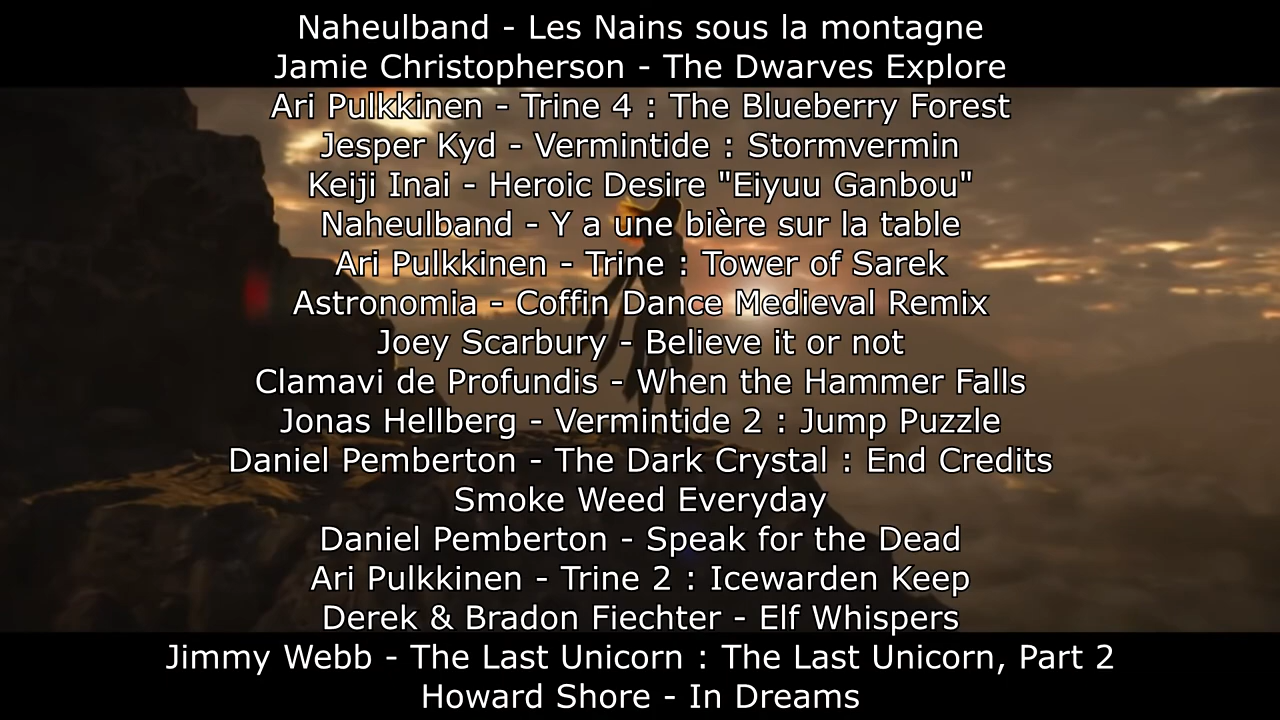 Naheulband - Les Nains sous la montagne
Jamie Christopherson - The Dwarves Explore
Ari Pulkkinen - Trine 4 : The Blueberry Forest
Jesper Kyd - Vermintide : Stormvermin
Keiji Inai - Heroic Desire "Eiyuu Ganbou"
Naheulband - Y a une bière sur la table
Ari Pulkkinen - Trine : Tower of Sarek
Astronomia - Coffin Dance Medieval Remix
Joey Scarbury - Believe it or not
Clamavi de Profundis - When the Hammer Falls
Jonas Hellberg - Vermintide 2 : Jump Puzzle
Daniel Pemberton - The Dark Crystal : End Credits
Smoke Weed Everyday
Daniel Pemberton - Speak for the Dead
Ari Pulkkinen - Trine 2 : Icewarden Keep
Derek & Bradon Fiechter - Elf Whispers
Jimmy Webb - The Last Unicorn : The Last Unicorn, Part 2
Howard Shore - In Dreams